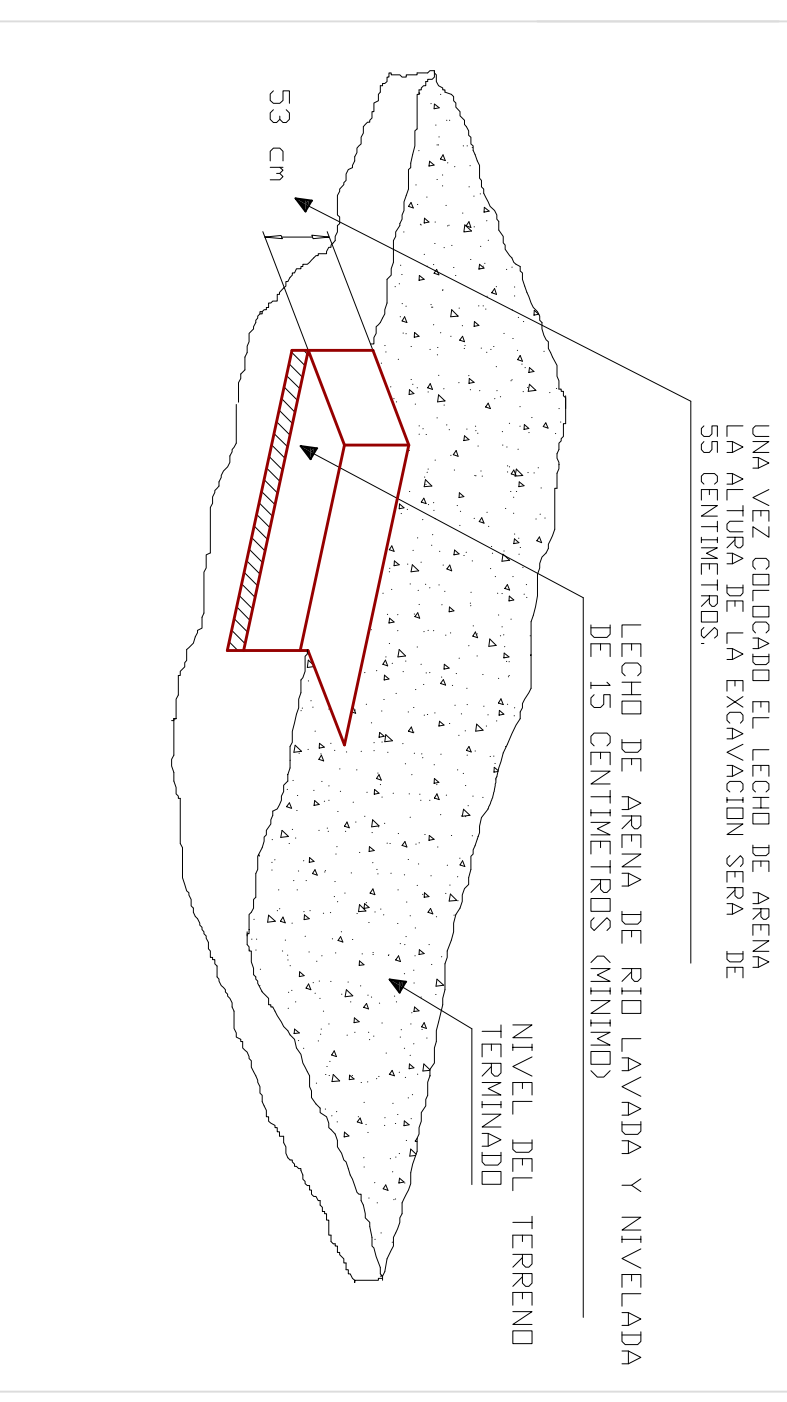 UNA VEZ COLOCADO EL LECHO DE ARENA
LA ALTURA DE LA EXCAVACION SERA DE
55 CENTIMETROS.
LECHO DE ARENA DE RIO LAVADA Y NIVELADA
DE 15 CENTIMETROS (MINIMO)
NIVEL DEL TERRENO
TERMINADO
53 cm